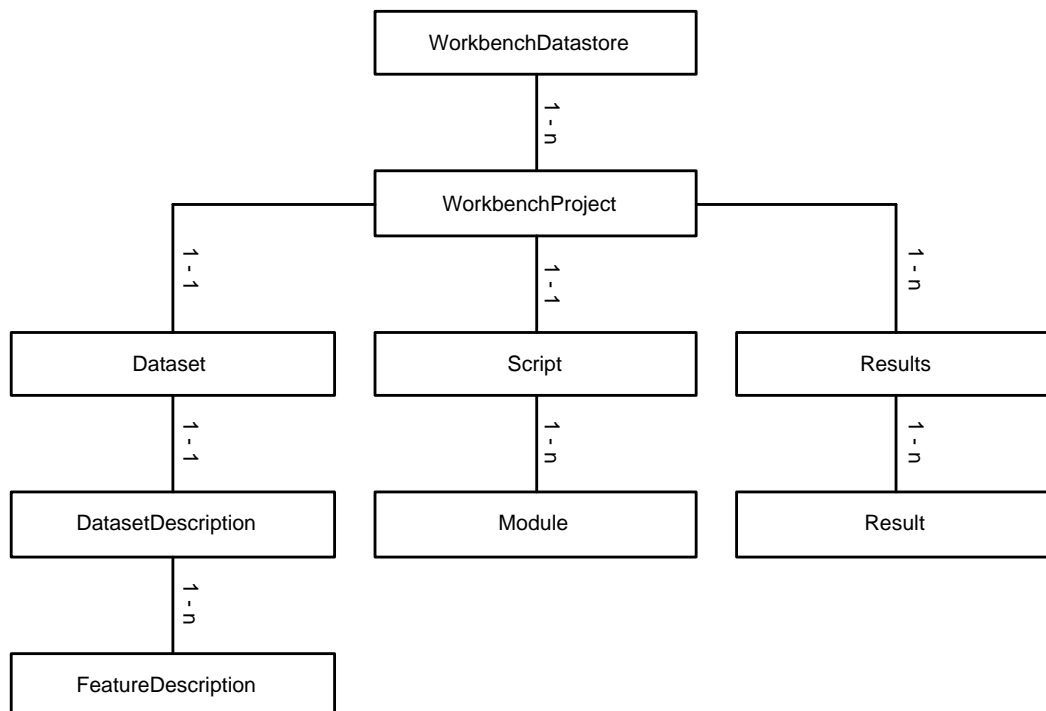 WorkbenchDatastore
1 - n
WorkbenchProject
1 - 1
1 - 1
1 - n
Dataset
Script
Results
1 - 1
1 - n
1 - n
DatasetDescription
Module
Result
1 - n
FeatureDescription